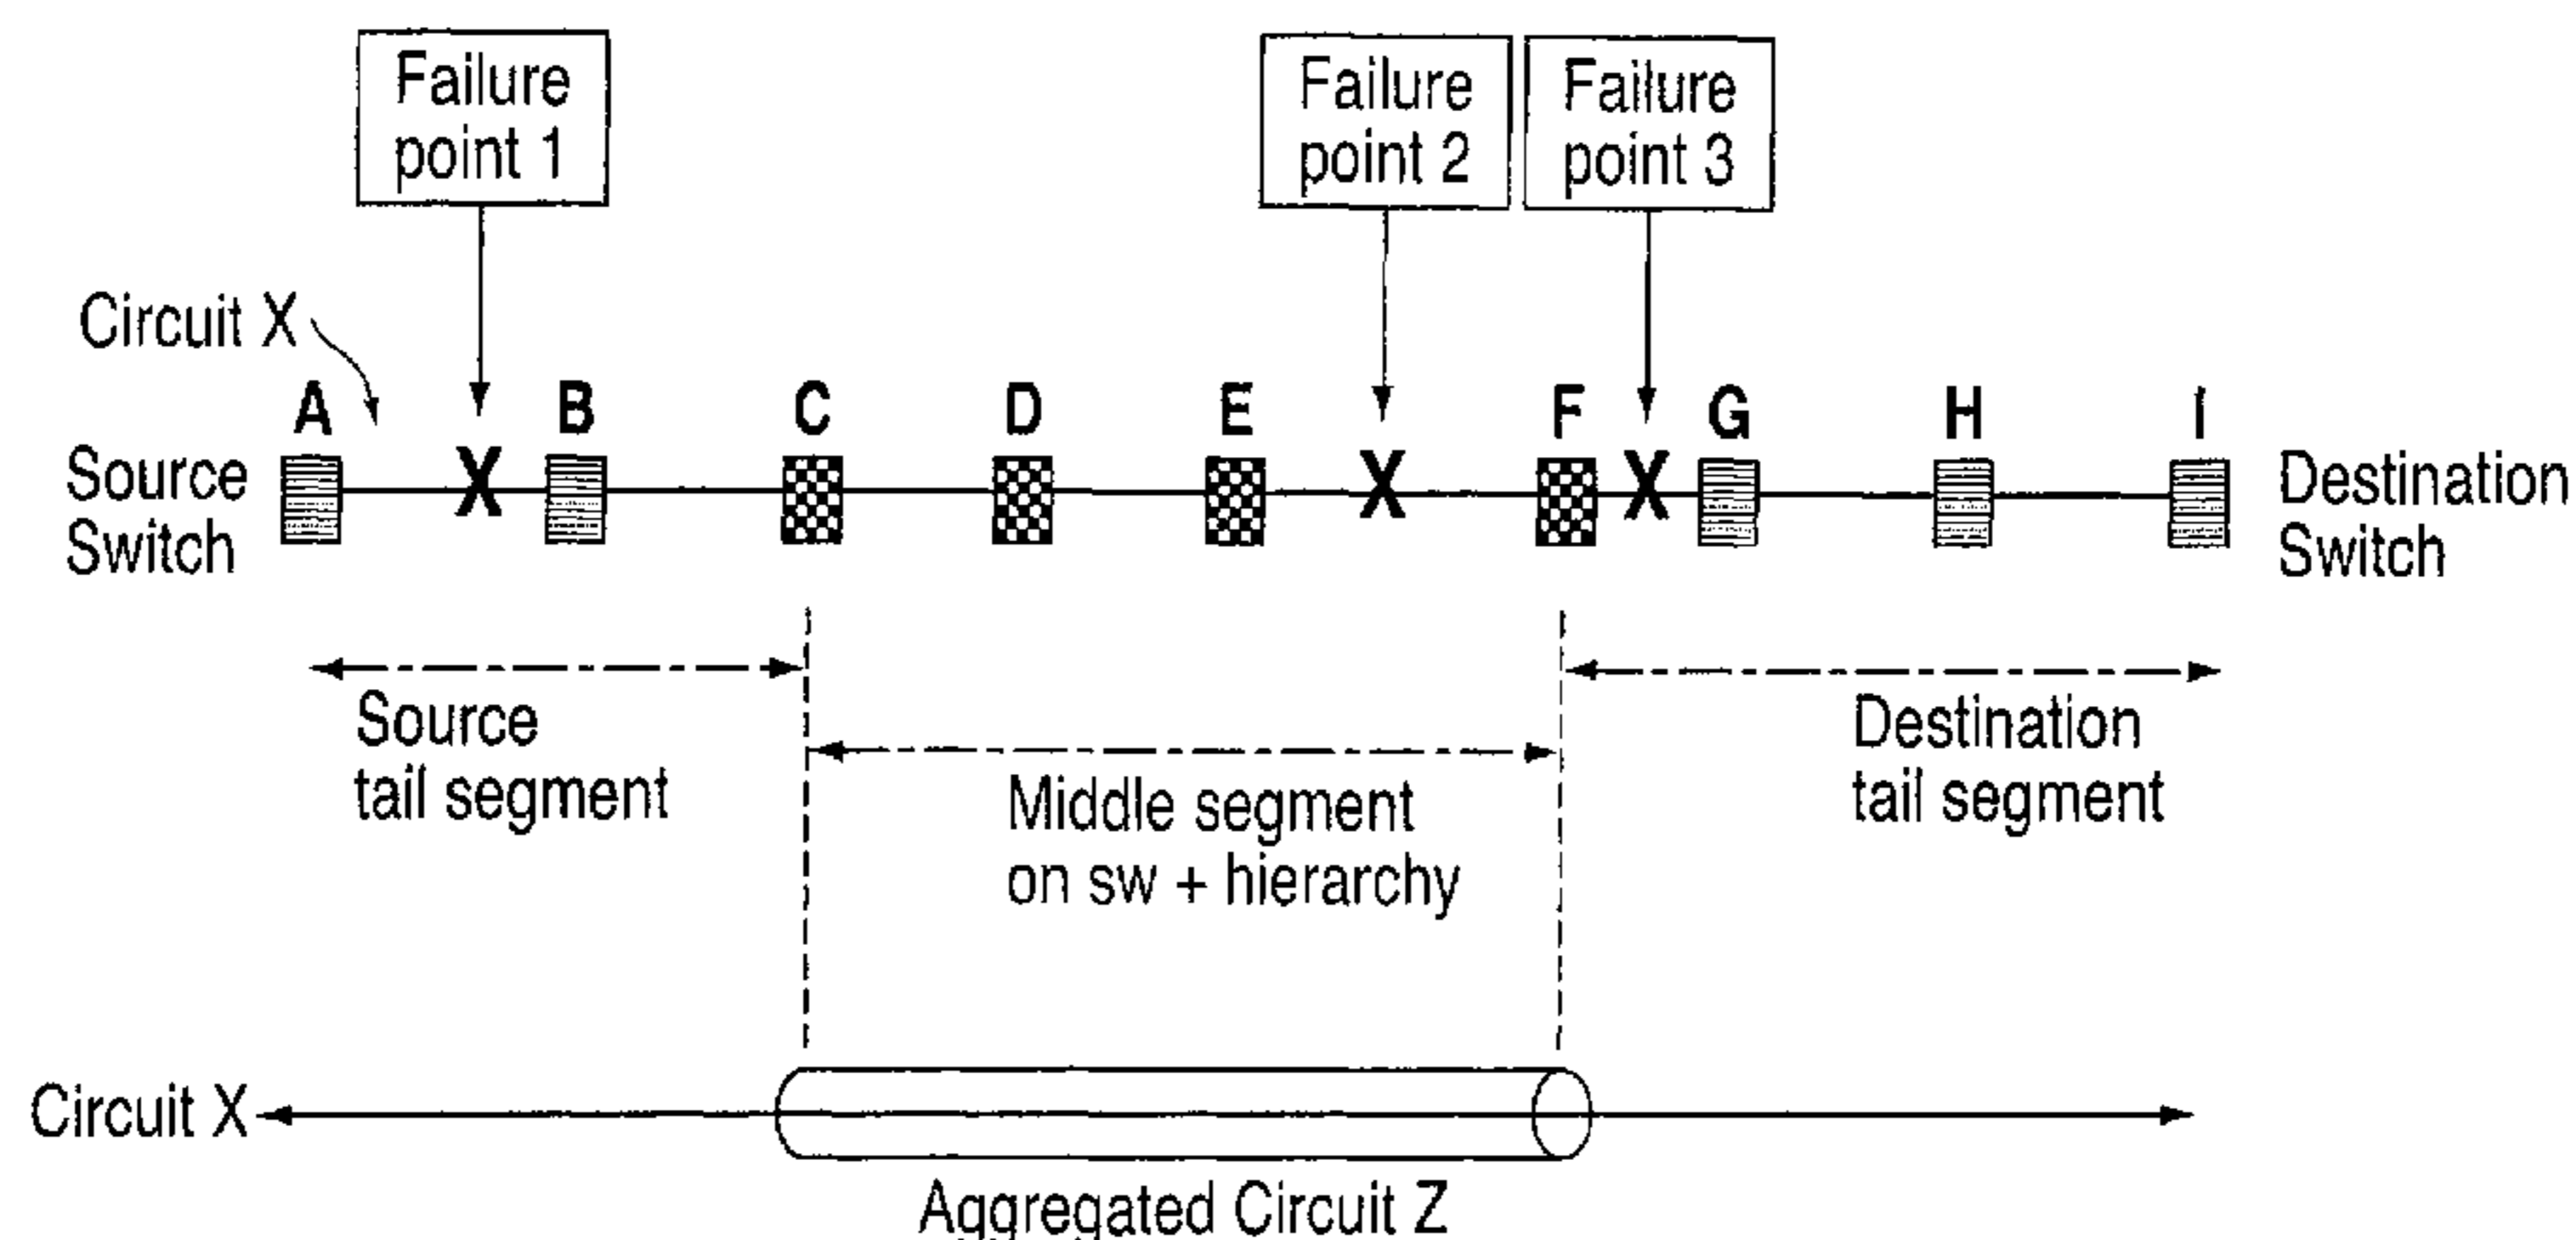 Failure
point 1
Failure
point 2
Failure
point 3
Circuit X
A
B
C
D
E
F
G
H
I
X
X
X
Source
Switch
Destination
Switch
Source
tail segment
Middle segment
on sw + hierarchy
Destination
tail segment
Circuit X
Aggregated Circuit Z